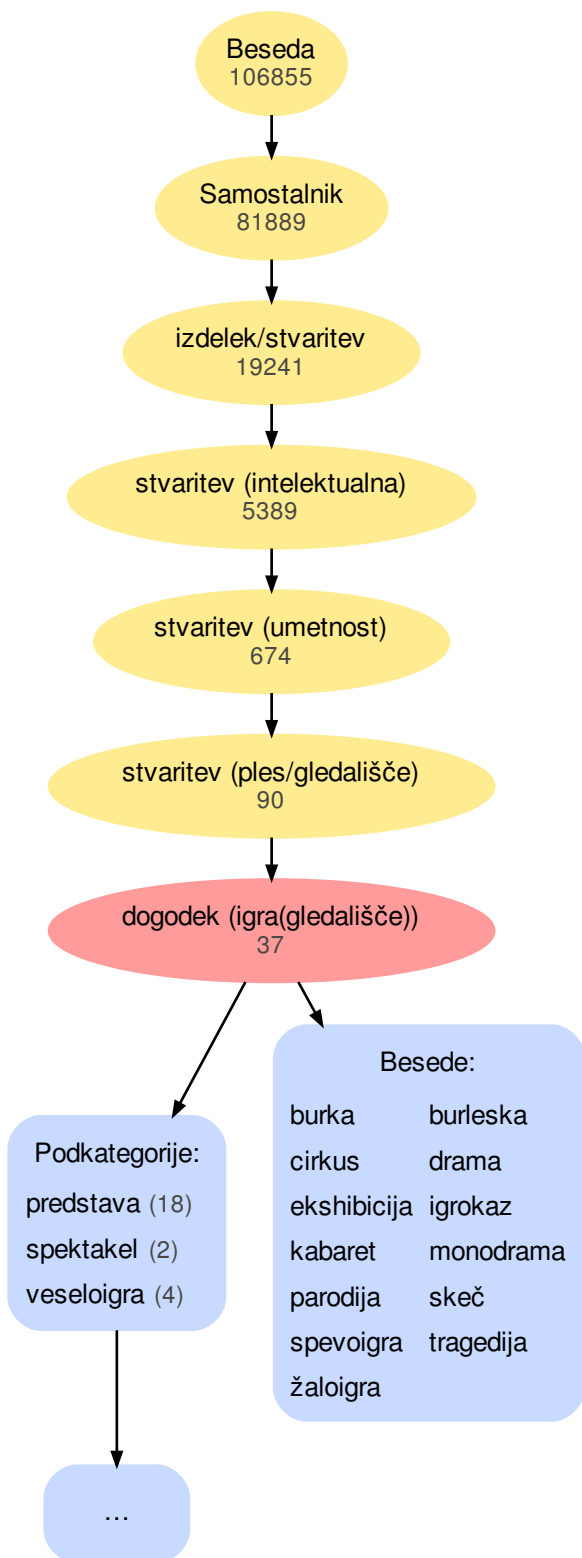 Beseda
106855
Samostalnik
81889
izdelek/stvaritev
19241
stvaritev (intelektualna)
5389
stvaritev (umetnost)
674
stvaritev (ples/gledališče)
90
dogodek (igra(gledališče))
37
Podkategorije:
predstava (18)
spektakel (2)
veseloigra (4)
...
Besede:
burka burleska
cirkus drama
ekshibicija igrokaz
kabaret monodrama
parodija skeč
spevoigra tragedija
žaloigra